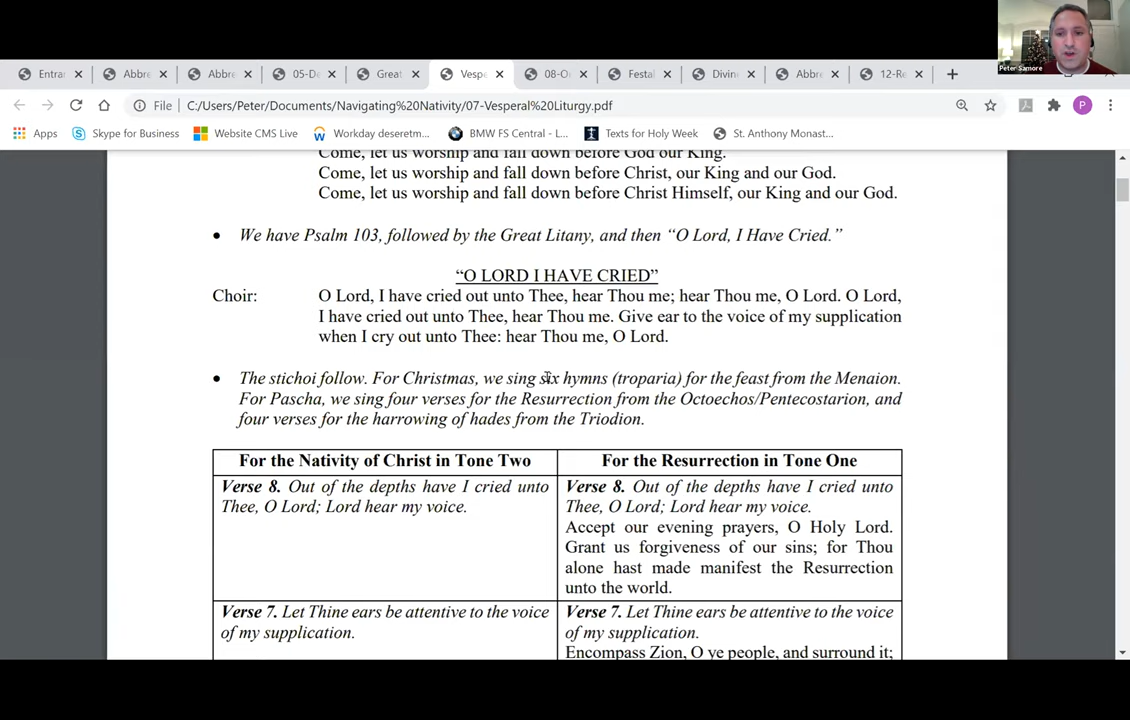 Peter Samore
Entra
Abbre
Abbre
05-De
Great
Vespe
08-O
Festal
Divin
Abbre
12-Re
File
C:/Users/Peter/Documents/Navigating%20Nativity/07-Vesperal%20Liturgy.pdf
P
Apps
Skype for Business
Website CMS Live
Workday deseretm...
BMW FS Central - L...
Texts for Holy Week
St. Anthony Monast...
Come, let us worship and fall down before God our King.
Come, let us worship and fall down before Christ, our King and our God.
Come, let us worship and fall down before Christ Himself, our King and our God.
• We have Psalm 103, followed by the Great Litany, and then “O Lord, I Have Cried.”
“O LORD I HAVE CRIED”
Choir: O Lord, I have cried out unto Thee, hear Thou me; hear Thou me, O Lord. O Lord,
I have cried out unto Thee, hear Thou me. Give ear to the voice of my supplication
when I cry out unto Thee: hear Thou me, O Lord.
• The stichoi follow. For Christmas, we sing six hymns (troparia) for the feast from the Menaion.
For Pascha, we sing four verses for the Resurrection from the Octoechos/Pentecostarion, and
four verses for the harrowing of hades from the Triodion.
For the Nativity of Christ in Tone Two
Verse 8. Out of the depths have I cried unto
Thee, O Lord; Lord hear my voice.
Verse 7. Let Thine ears be attentive to the voice
of my supplication.
For the Resurrection in Tone One
Verse 8. Out of the depths have I cried unto
Thee, O Lord; Lord hear my voice.
Accept our evening prayers, O Holy Lord.
Grant us forgiveness of our sins; for Thou
alone hast made manifest the Resurrection
unto the world.
Verse 7. Let Thine ears be attentive to the voice
of my supplication.
Encompass Zion, O ye people, and surround it;